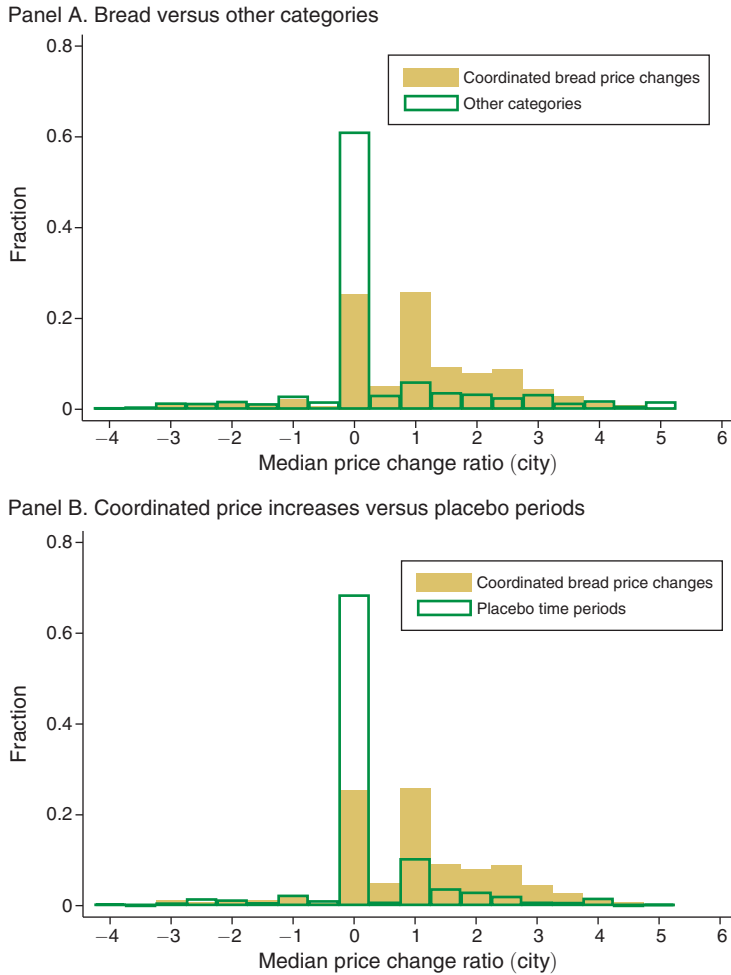 Panel A. Bread versus other categories
0.8
Coordinated bread price changes
Other categories
0.6
Fraction
0.4
0.2
0
−4 −3 −2 −1 0 1 2 3 4 5 6
Median price change ratio (city)
Panel B. Coordinated price increases versus placebo periods
0.8
Coordinated bread price changes
Placebo time periods
0.6
Fraction
0.4
0.2
0
−4 −3 −2 −1 0 1 2 3 4 5 6
Median price change ratio (city)